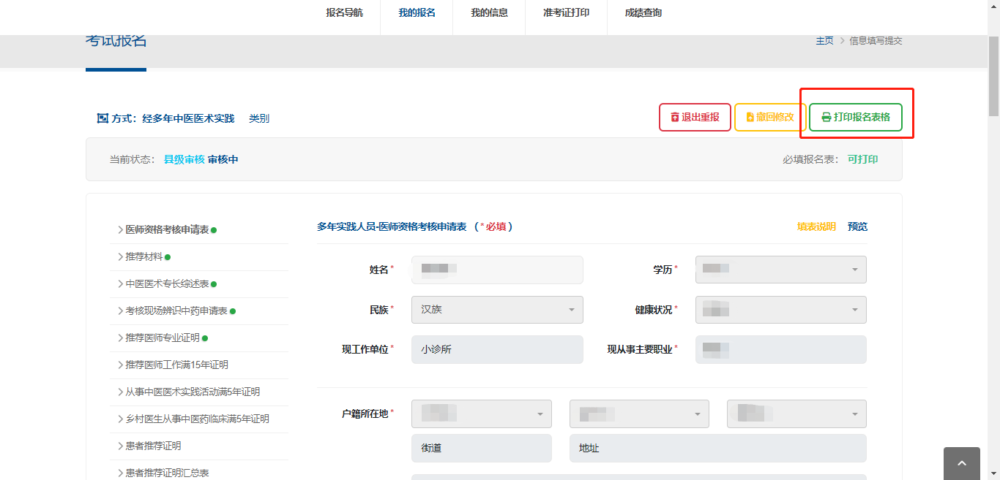 报名导航 我的报名 我的信息 准考证打印 成绩查询
考试报名
主页 > 信息填写提交
方式：经多年中医医术实践 类别
退出重报 撤回修改 打印报名表格
当前状态： 县级审核 审核中 必填报名表： 可打印
医师资格考核申请表
推荐材料
中医医术专长综述表
考核现场辨识中药申请表
推荐医师专业证明
推荐医师工作满15年证明
从事中医医术实践活动满5年证明
乡村医生从事中医药临床满5年证明
患者推荐证明
患者推荐证明汇总表
多年实践人员-医师资格考核申请表 （*必填） 填表说明 预览
姓名* 学历*
民族* 汉族 健康状况*
现工作单位* 小诊所 现从事主要职业*
户籍所在地*
街道 地址